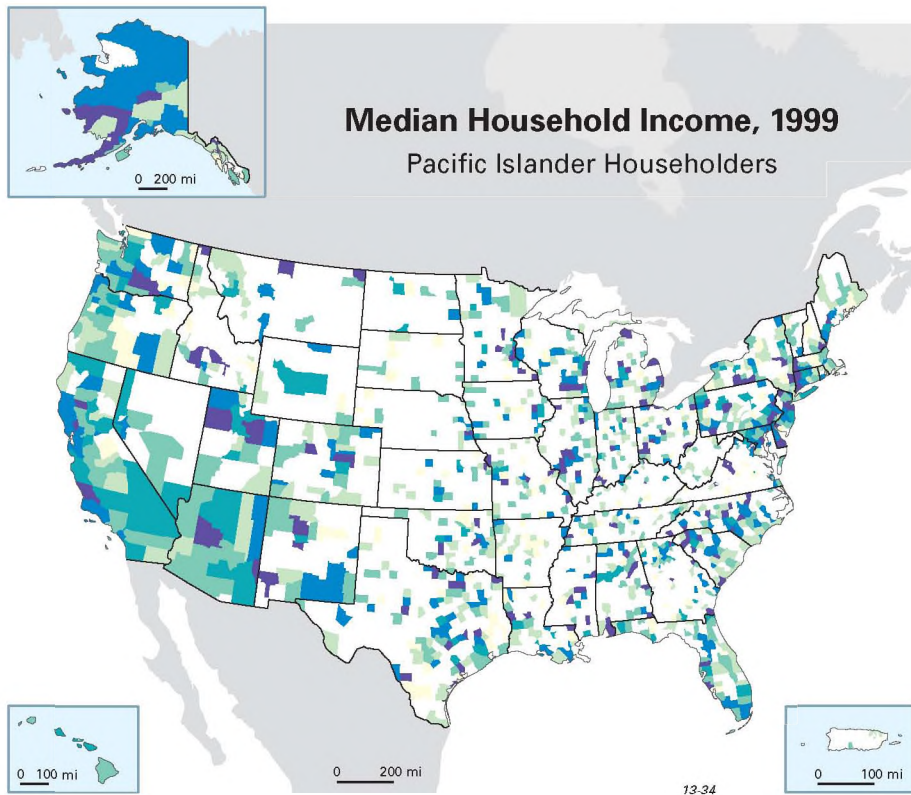 0 200 mi
Median Household Income, 1999
Pacific Islander Householders
0 100 mi
0 200 mi
0 100 mi
13-34